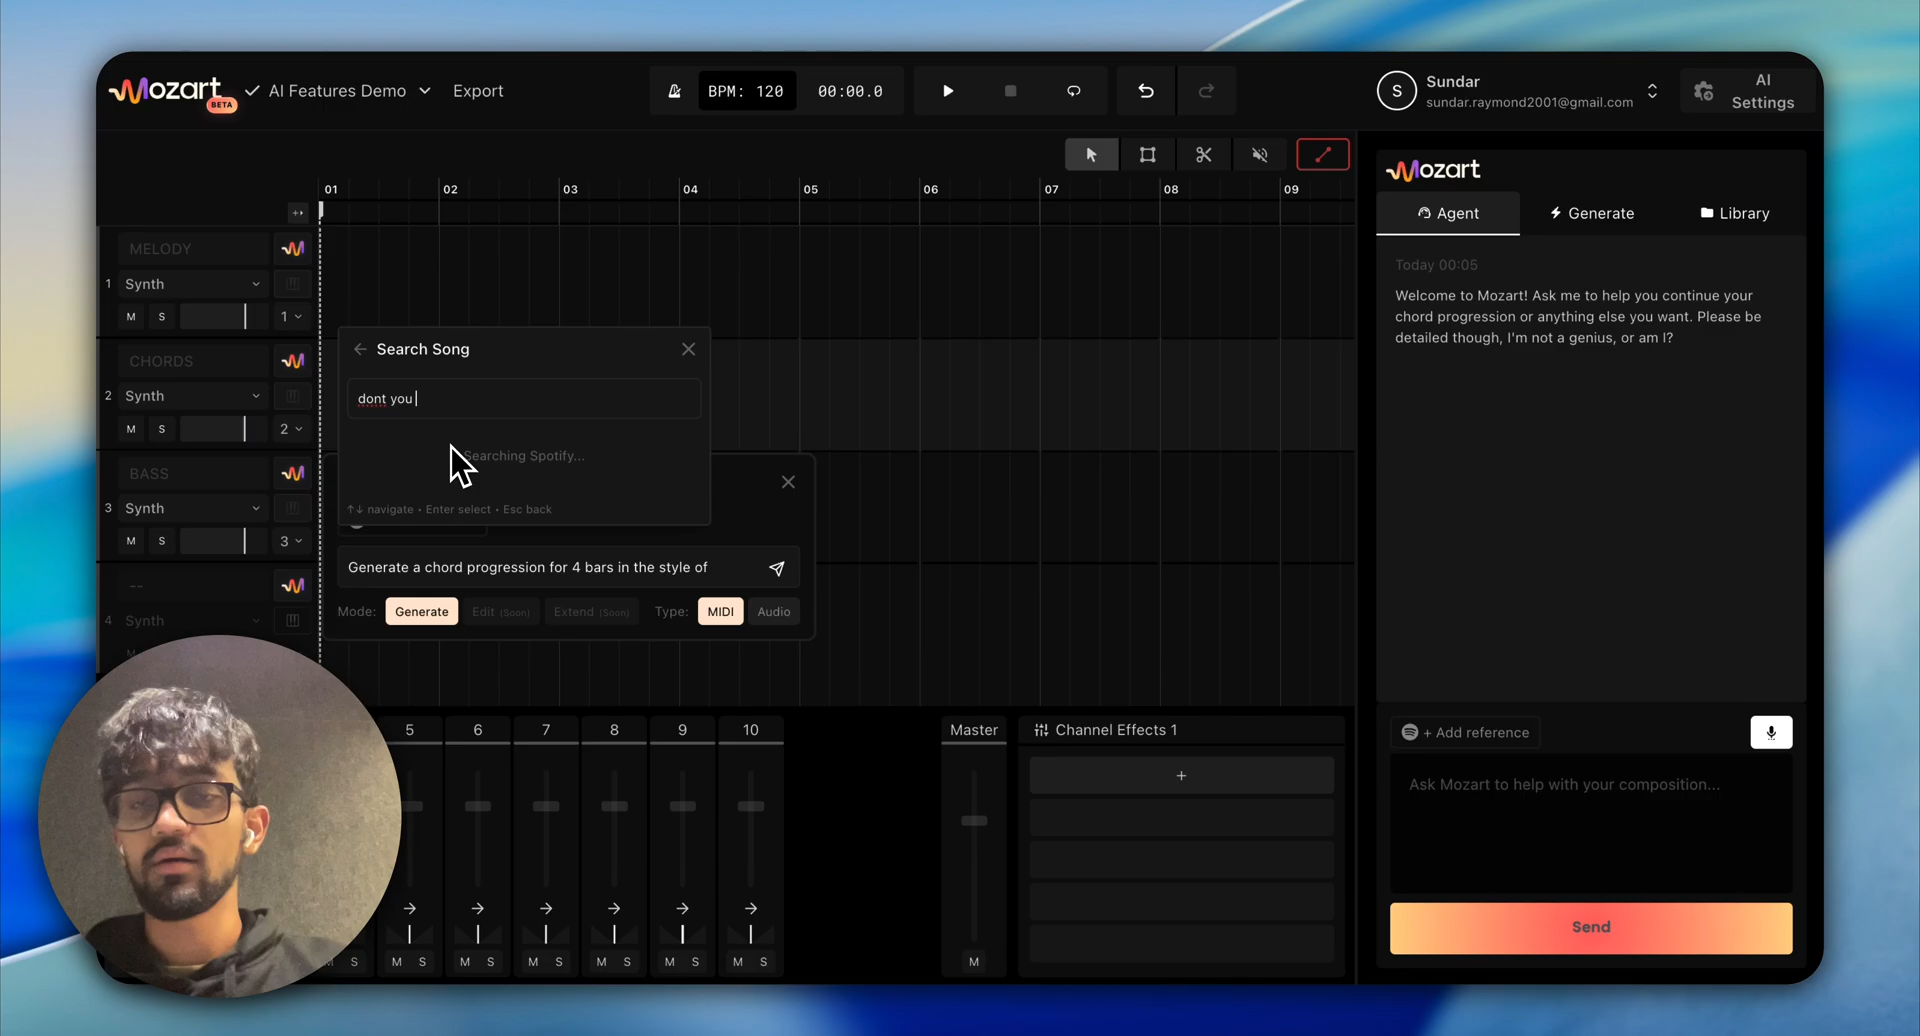 Mozart
BETA
AI Features Demo
Export
BPM: 120
00:00.0
S
Sundar
sundar.raymond2001@gmail.com
AI
Settings
01 02 03 04 05 06 07 08 09
MELODY
1 Synth
M S 1
CHORDS
2 Synth
M S 2
BASS
3 Synth
M S 3
--
4 Synth
Search Song
dont you
Searching Spotify...
↑↓ navigate • Enter select • Esc back
Generate a chord progression for 4 bars in the style of
Mode: Generate Edit (Soon) Extend (Soon) Type: MIDI Audio
5 6 7 8 9 10 Master
S M S M S M S M S M S M S M
Channel Effects 1
+
Mozart
Agent Generate Library
Today 00:05
Welcome to Mozart! Ask me to help you continue your
chord progression or anything else you want. Please be
detailed though, I'm not a genius, or am I?
+ Add reference
Ask Mozart to help with your composition...
Send